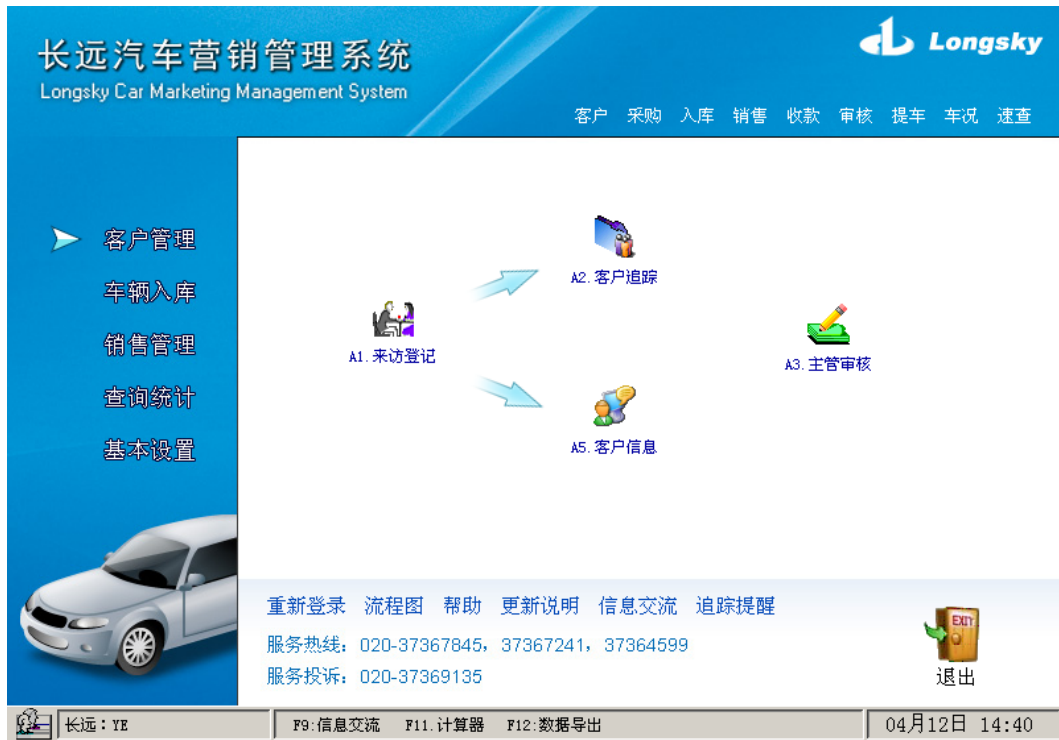 长远汽车营销管理系统
Longsky Car Marketing Management System
Longsky
客户 采购 入库 销售 收款 审核 提车 车况 速查
客户管理
车辆入库
销售管理
查询统计
基本设置
A2.客户追踪
A1.来访登记
A3.主管审核
A5.客户信息
重新登录 流程图 帮助 更新说明 信息交流 追踪提醒
服务热线：020-37367845，37367241，37364599
服务投诉：020-37369135
EXIT
退出
长远：YE
F9:信息交流 F11.计算器 F12:数据导出
04月12日 14:40